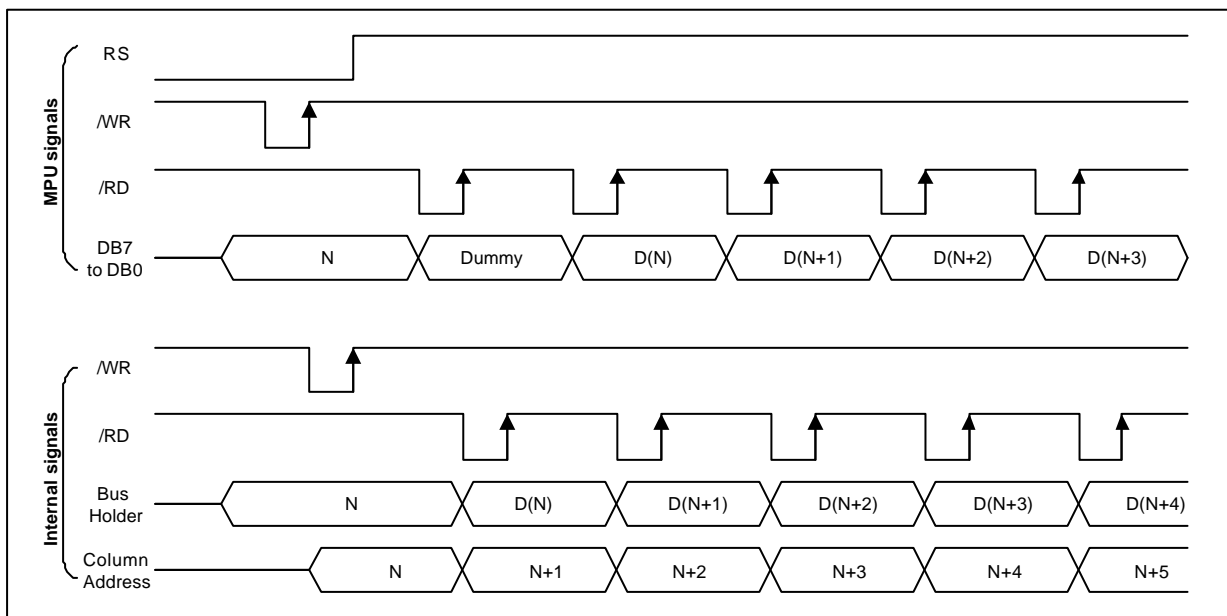 MPU signals
RS
/WR
/RD
DB7
to DB0
N
Dummy
D(N)
D(N+1)
D(N+2)
D(N+3)
Internal signals
/WR
/RD
Bus
Holder
N
D(N)
D(N+1)
D(N+2)
D(N+3)
D(N+4)
Column
Address
N
N+1
N+2
N+3
N+4
N+5